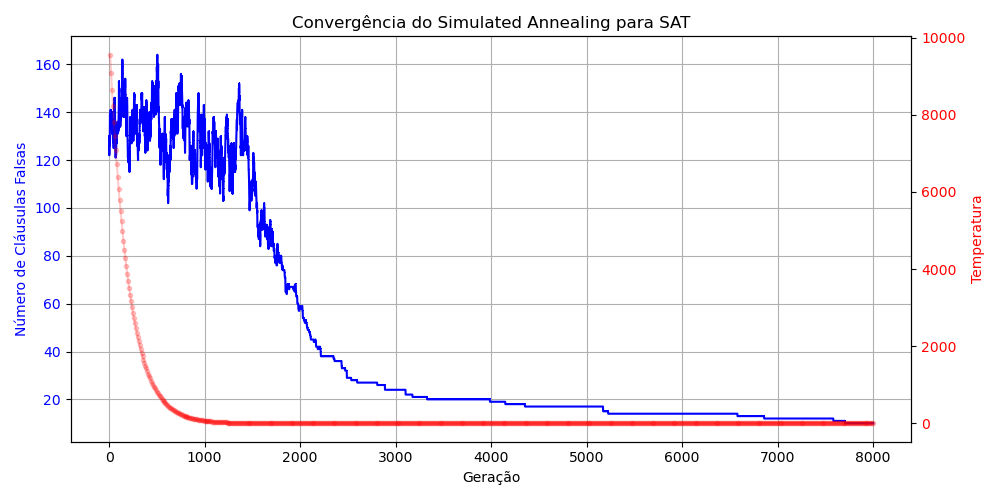 Convergência do Simulated Annealing para SAT
Número de Cláusulas Falsas
160
140
120
100
80
60
40
20
10000
8000
6000
4000
2000
0
Temperatura
0 1000 2000 3000 4000 5000 6000 7000 8000
Geração